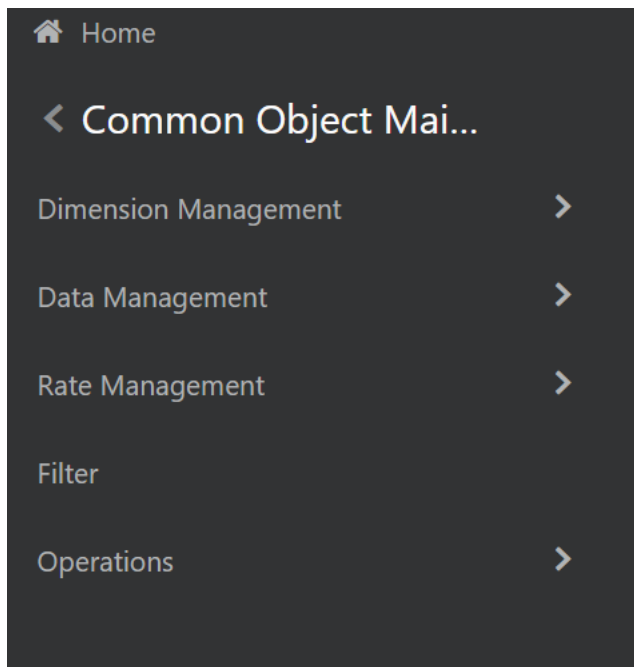 Home
Common Object Mai...
Dimension Management
Data Management
Rate Management
Filter
Operations